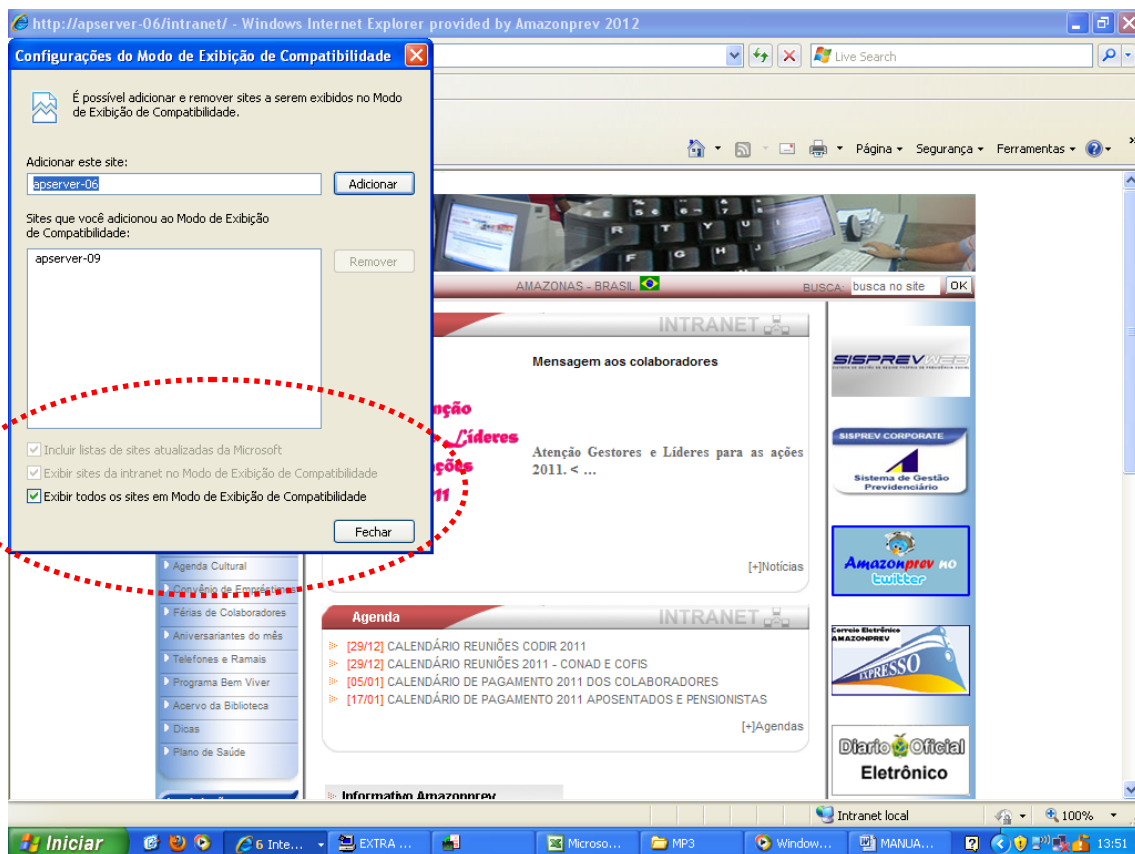 http://apserver-06/intranet/ - Windows Internet Explorer provided by Amazonprev 2012
Configurações do Modo de Exibição de Compatibilidade
É possível adicionar e remover sites a serem exibidos no Modo
de Exibição de Compatibilidade.
Adicionar este site:
apserver-06
Adicionar
Sites que você adicionou ao Modo de Exibição
de Compatibilidade:
apserver-09
Remover
Incluir listas de sites atualizadas da Microsoft
Exibir sites da intranet no Modo de Exibição de Compatibilidade
Exibir todos os sites em Modo de Exibição de Compatibilidade
Fechar
Live Search
Página
Segurança
Ferramentas
R T Y U
F G H J
AMAZONAS - BRASIL
BUSCA:
busca no site
OK
INTRANET
Mensagem aos colaboradores
Líderes
Atenção Gestores e Líderes para as ações
2011. < ...
[+]Notícias
Agenda Cultural
Convênio de Empréstimos
Férias de Colaboradores
Aniversariantes do mês
Telefones e Ramais
Programa Bem Viver
Acervo da Biblioteca
Dicas
Plano de Saúde
Agenda
INTRANET
[29/12] CALENDÁRIO REUNIÕES CODIR 2011
[29/12] CALENDÁRIO REUNIÕES 2011 - CONAD E COFIS
[05/01] CALENDÁRIO DE PAGAMENTO 2011 DOS COLABORADORES
[17/01] CALENDÁRIO DE PAGAMENTO 2011 APOSENTADOS E PENSIONISTAS
[+]Agendas
Informativo Amazonprev
SISPREV WEB
SISPREV CORPORATE
Sistema de Gestão
Previdenciário
Amazonprev no
twitter
Correio Eletrônico
AMAZONPREV
EXPRESSO
Diario Oficial
Eletrônico
Intranet local
100%
Iniciar
6 Inte...
EXTRA ...
Microso...
MP3
Window...
MANUA...
13:51